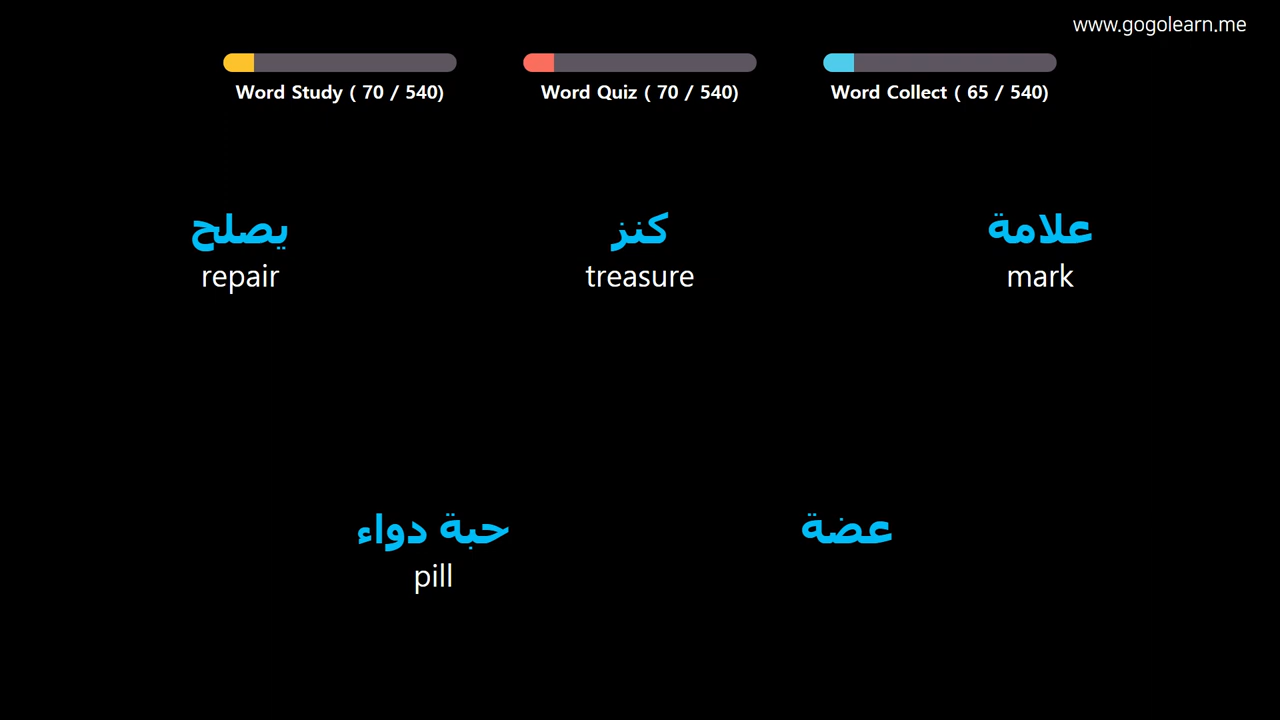 www.gogolearn.me
Word Study ( 70 / 540)
Word Quiz ( 70 / 540)
Word Collect ( 65 / 540)
يصلح
repair
كنز
treasure
علامة
mark
حبة دواء
pill
عضة